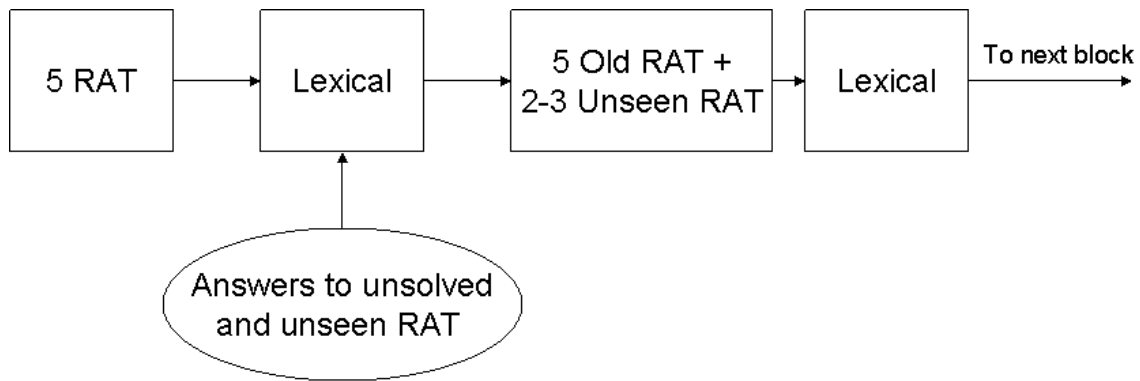 5 RAT
Lexical
5 Old RAT +
2-3 Unseen RAT
Lexical
To next block
Answers to unsolved
and unseen RAT